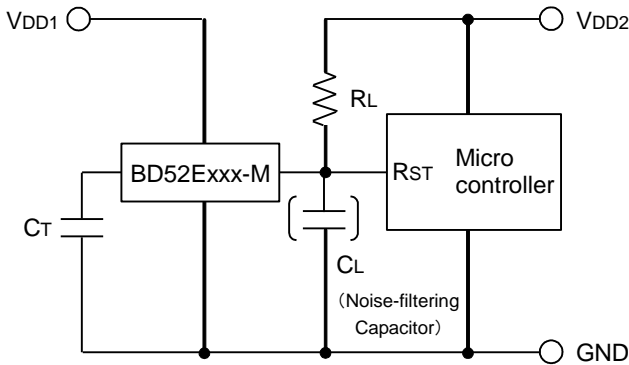 VDD1
VDD2
RL
BD52Exxx-M
RST
Micro
controller
CT
CL
（Noise-filtering
Capacitor）
GND